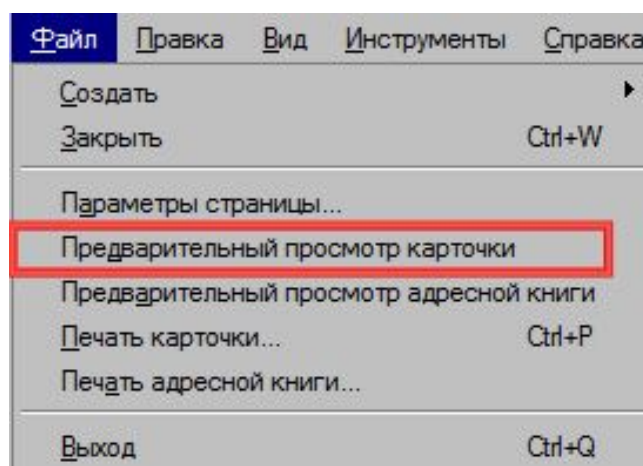 Файл Правка Вид Инструменты Справка
Создать
Закрыть Ctrl+W
Параметры страницы...
Предварительный просмотр карточки
Предварительный просмотр адресной книги
Печать карточки... Ctrl+P
Печать адресной книги...
Выход Ctrl+Q